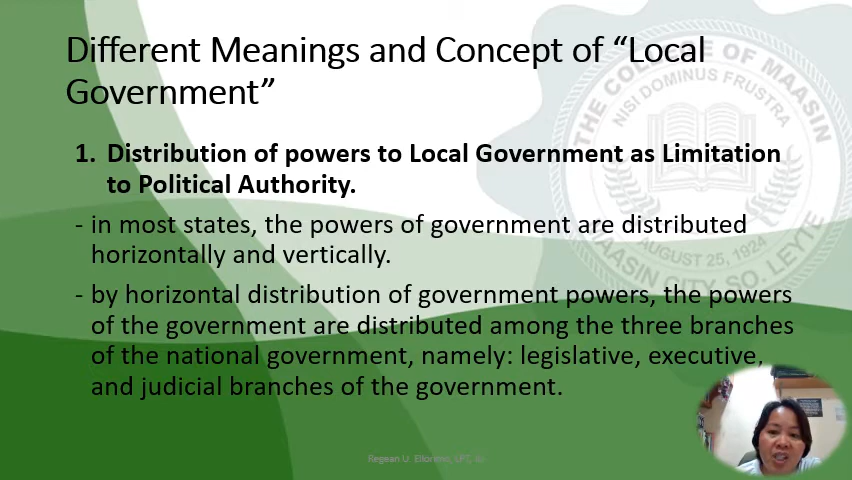 Different Meanings and Concept of “Local
Government”
1. Distribution of powers to Local Government as Limitation
to Political Authority.
- in most states, the powers of government are distributed
horizontally and vertically.
- by horizontal distribution of government powers, the powers
of the government are distributed among the three branches
of the national government, namely: legislative, executive,
and judicial branches of the government.
THE COLLEGE OF MAASIN
NISI DOMINUS FRUSTRA
AUGUST 25, 1924
MAASIN CITY SO. LEYTE
Regean U.